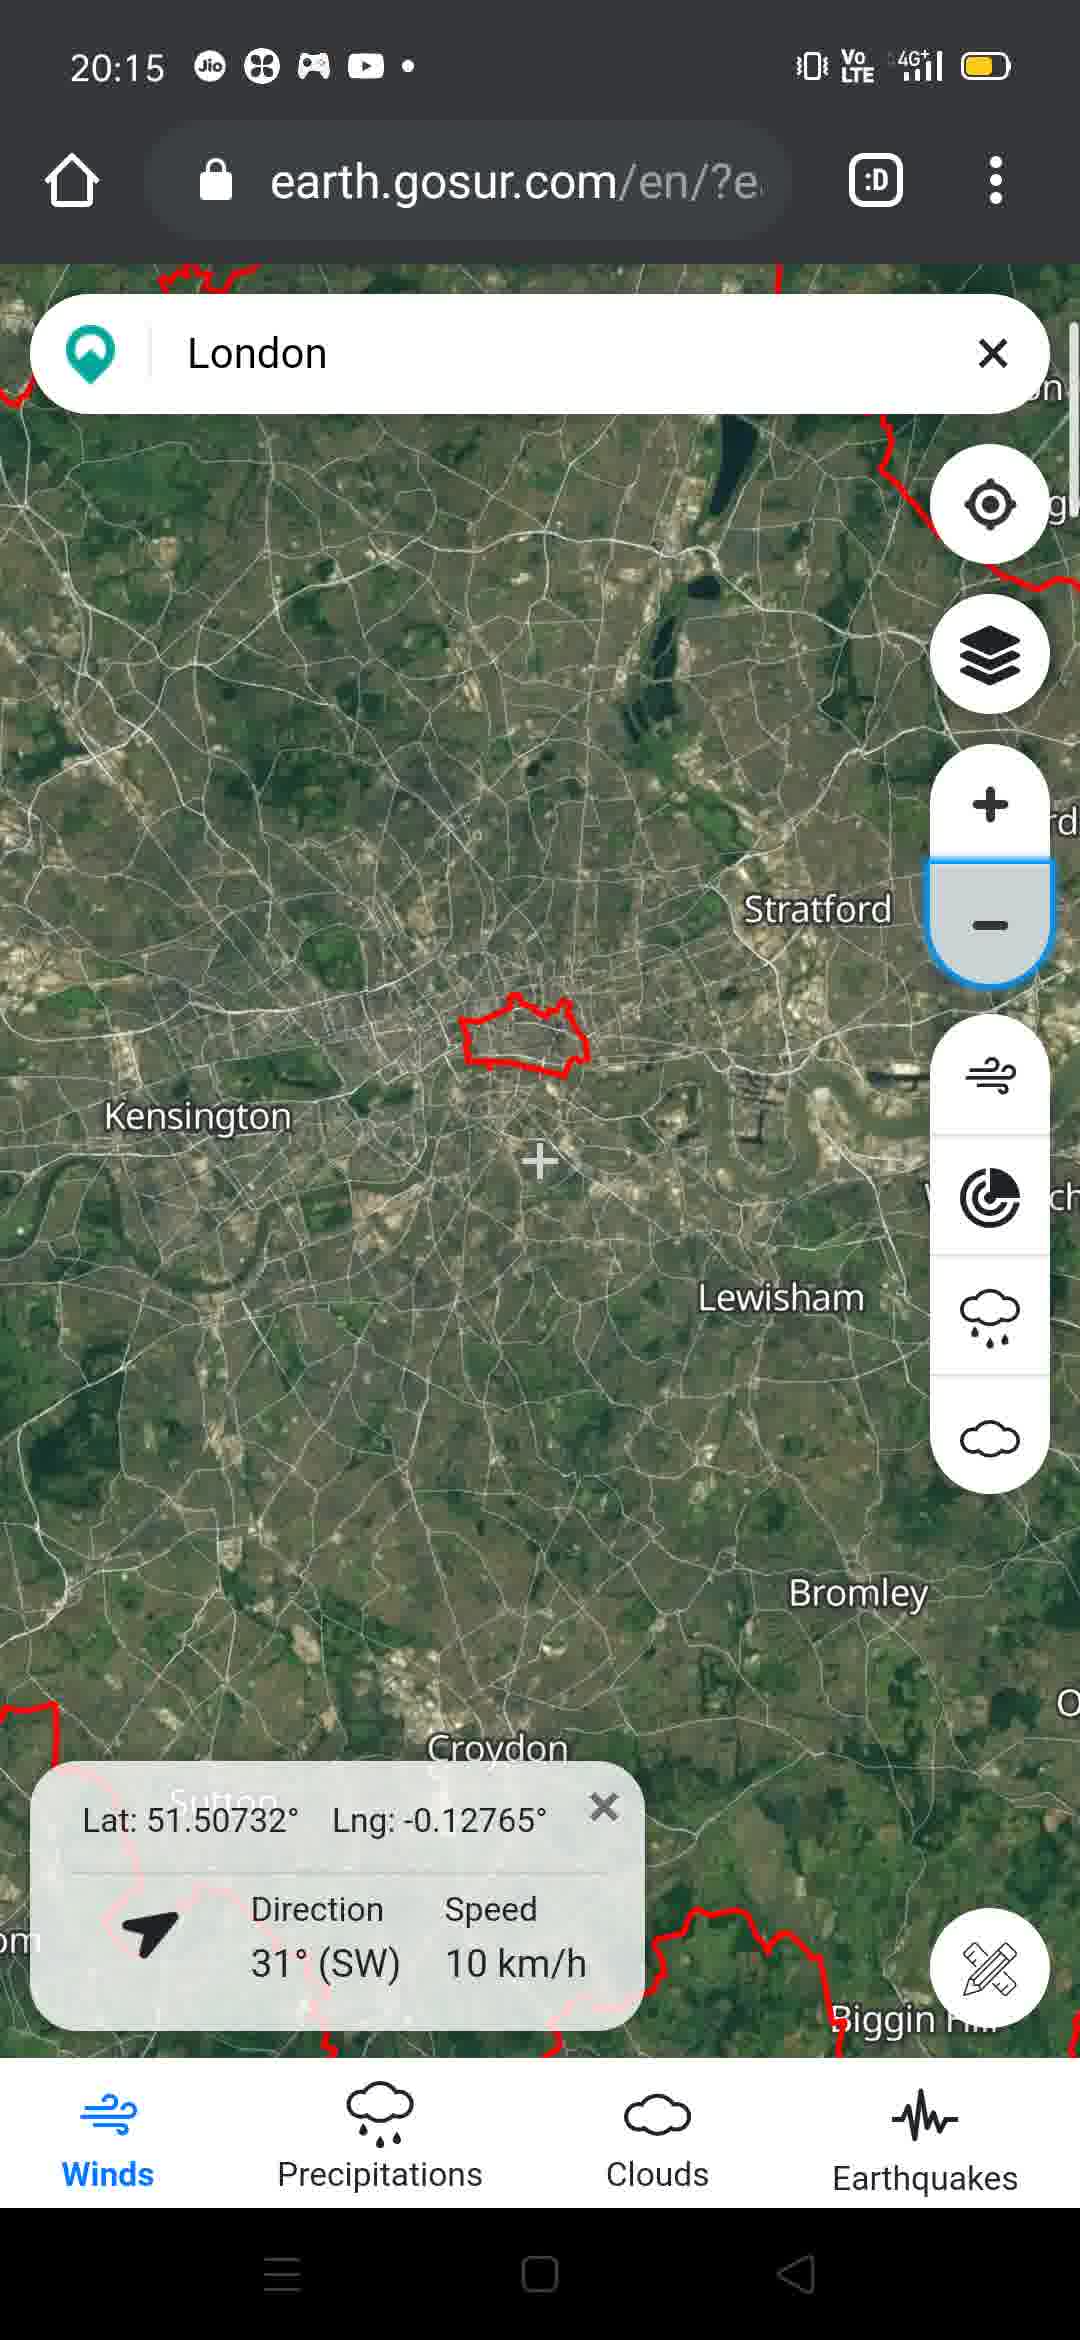 20:15 Jio Vo LTE 4G+
earth.gosur.com/en/?e
:D
London
Stratford
Kensington
Lewisham
Bromley
Croydon
Sutton
Lat: 51.50732° Lng: -0.12765°
Direction Speed
31° (SW) 10 km/h
Biggin Hill
Winds Precipitations Clouds Earthquakes